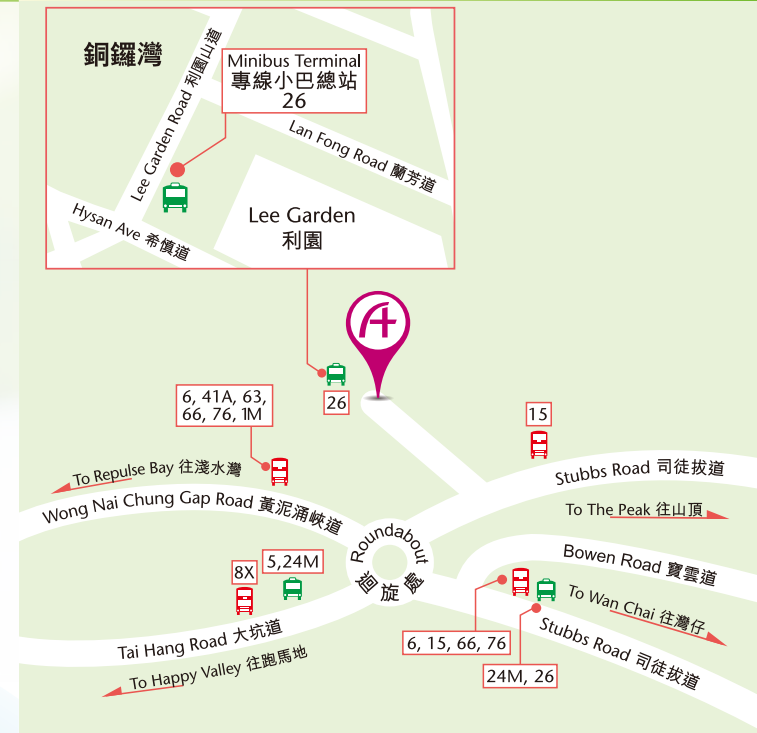 銅鑼灣
Lee Garden Road 利園山道
Minibus Terminal
專線小巴總站
26
Lan Fong Road 蘭芳道
Hysan Ave 希慎道
Lee Garden
利園
26
6, 41A, 63,
66, 76, 1M
15
To Repulse Bay 往淺水灣
Wong Nai Chung Gap Road 黃泥涌峽道
Stubbs Road 司徒拔道
To The Peak 往山頂
Roundabout
迴旋處
Bowen Road 寶雲道
8X
5,24M
To Wan Chai 往灣仔
Stubbs Road 司徒拔道
Tai Hang Road 大坑道
To Happy Valley 往跑馬地
6, 15, 66, 76
24M, 26